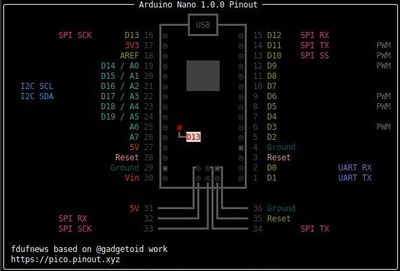 Arduino Nano 1.0.0 Pinout
USB
SPI SCK D13 16 15 D12 SPI RX
3V3 17 14 D11 SPI TX PWM
AREF 18 13 D10 SPI SS PWM
D14 / A0 19 12 D9 PWM
D15 / A1 20 11 D8
I2C SCL D16 / A2 21 10 D7
I2C SDA D17 / A3 22 9 D6 PWM
D18 / A4 23 8 D5 PWM
D19 / A5 24 7 D4
A6 25 6 D3 PWM
A7 26 D13 5 D2
5V 27 4 Ground
Reset 28 3 Reset
Ground 29 2 D0 UART RX
Vin 30 1 D1 UART TX
5V 31 36 Ground
SPI RX 32 35 Reset
SPI SCK 33 34 SPI TX
fdufnews based on @gadgetoid work
https://pico.pinout.xyz